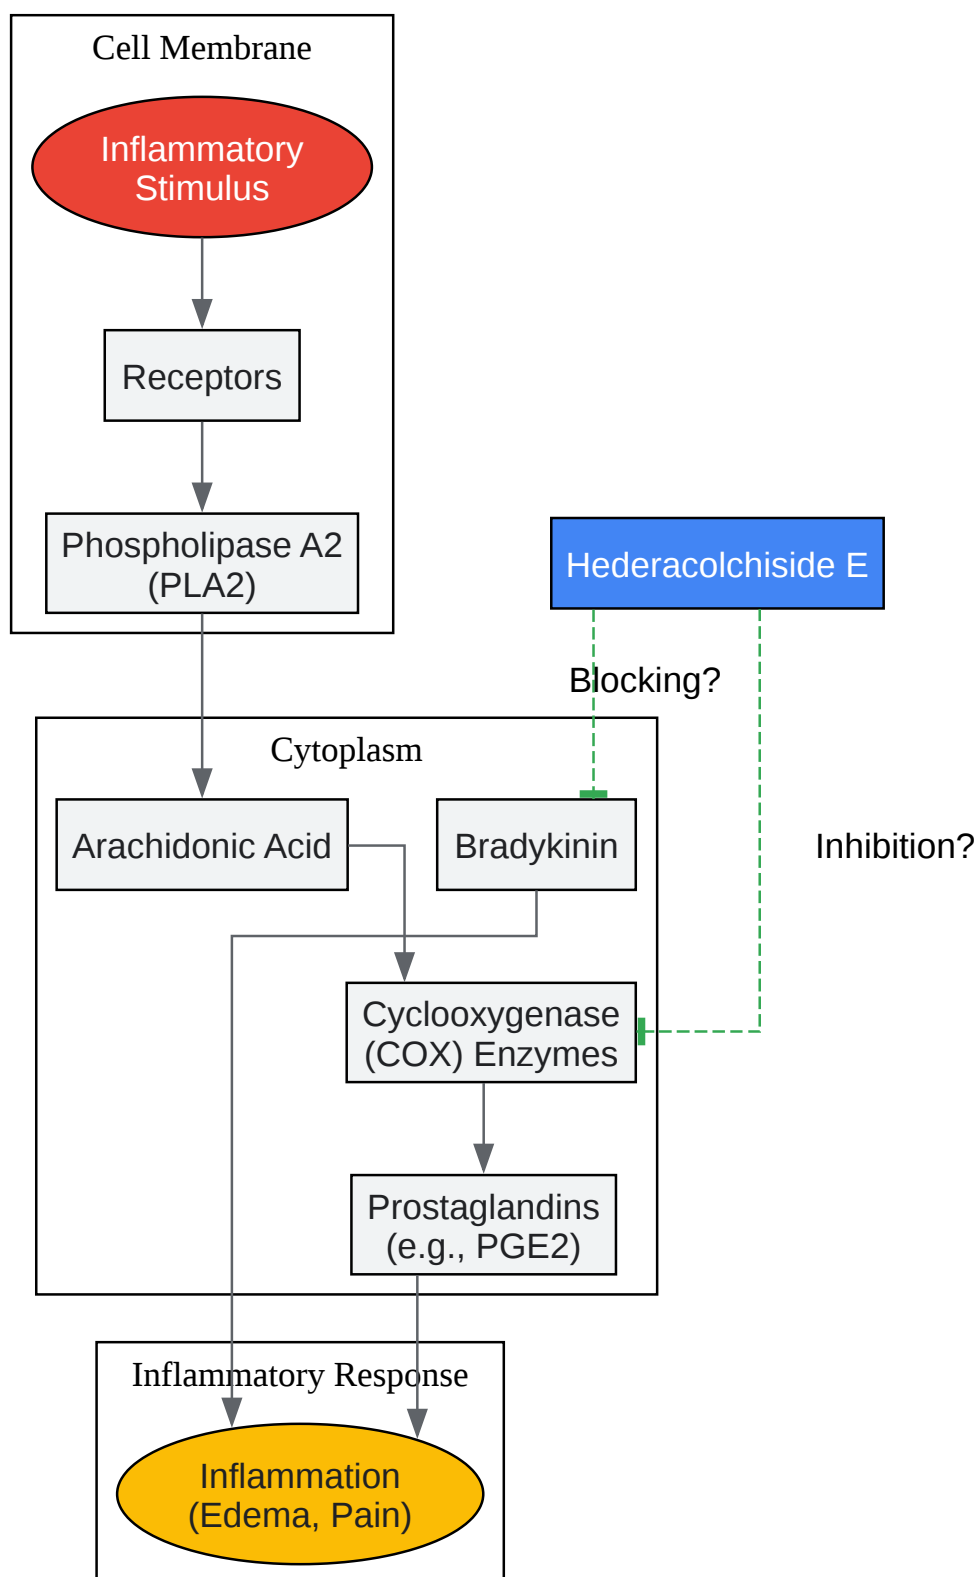 Cell Membrane
Inflammatory
Stimulus
Receptors
Phospholipase A2
(PLA2)
Hederacolchiside E
Blocking?
Cytoplasm
Arachidonic Acid
Bradykinin
Inhibition?
Cyclooxygenase
(COX) Enzymes
Prostaglandins
(e.g., PGE2)
Inflammatory Response
Inflammation
(Edema, Pain)